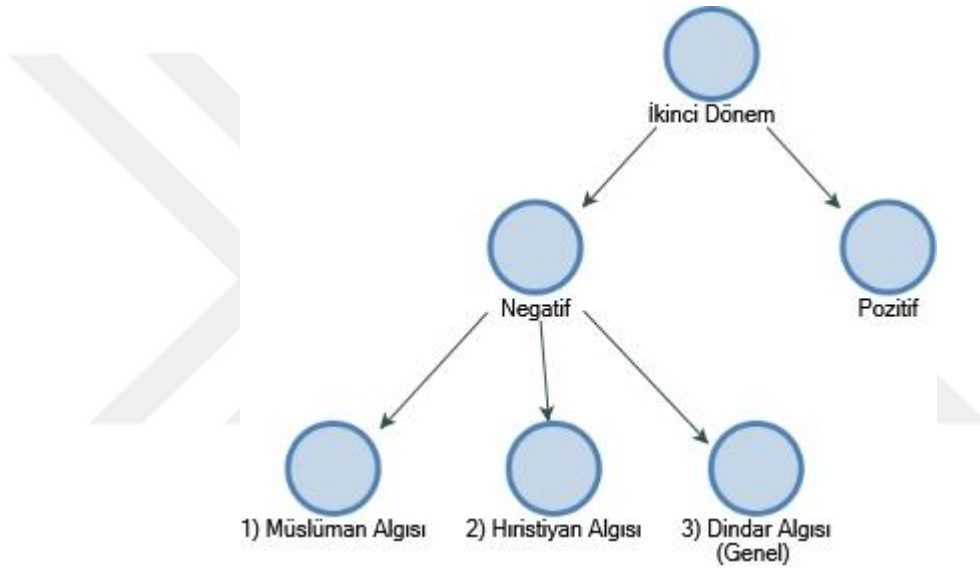 İkinci Dönem
Negatif
Pozitif
1) Müslüman Algısı
2) Hıristiyan Algısı
3) Dindar Algısı
(Genel)